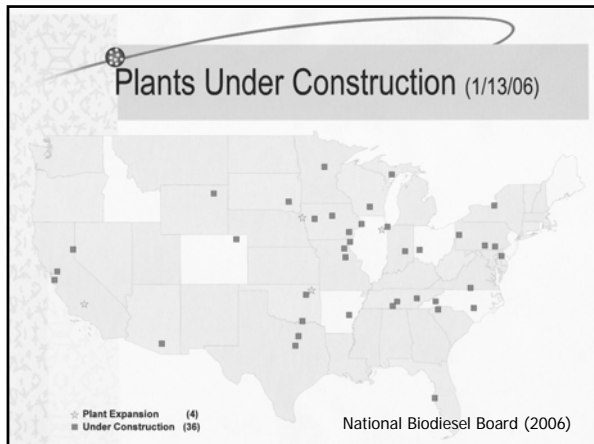 Plants Under Construction (1/13/06)
☆ Plant Expansion (4)
■ Under Construction (36)
National Biodiesel Board (2006)